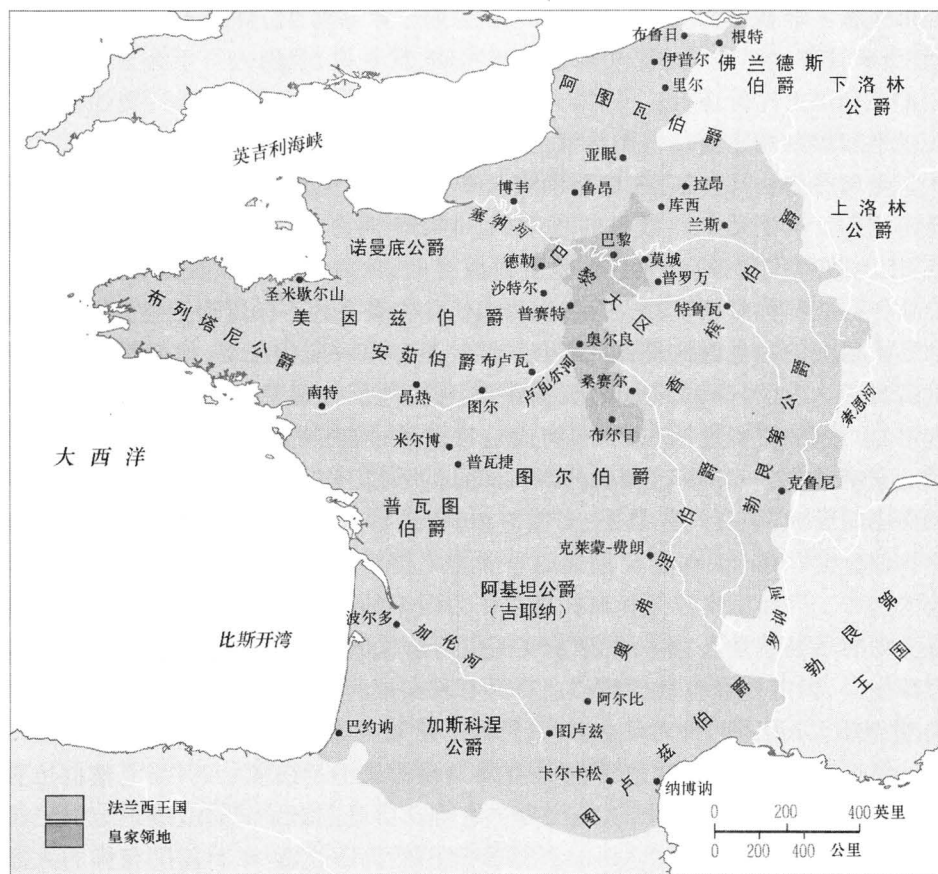 布鲁日
根特
伊普尔
佛兰德斯
伯爵
里尔
下洛林
公爵
阿图瓦伯爵
英吉利海峡
亚眠
博韦
鲁昂
拉昂
库西
上洛林
公爵
塞纳河
兰斯
诺曼底公爵
巴黎
德勒
莫城
巴黎大区
普罗万
圣米歇尔山
沙特尔
普赛特
特鲁瓦
香槟伯爵
布列塔尼公爵
美因兹伯爵
奥尔良
安茹伯爵
布卢瓦
卢瓦尔河
桑赛尔
南特
昂热
图尔
布尔日
勃艮第公爵
索恩河
大西洋
米尔博
普瓦捷
图尔伯爵
克鲁尼
普瓦图
伯爵
克莱蒙-费朗
奥弗涅伯爵
阿基坦公爵
(吉耶纳)
罗讷河
勃艮第
王国
波尔多
加伦河
比斯开湾
阿尔比
巴约讷
加斯科涅
公爵
图卢兹
图卢兹伯爵
卡尔卡松
纳博讷
法兰西王国
皇家领地
0 200 400 英里
0 200 400 公里